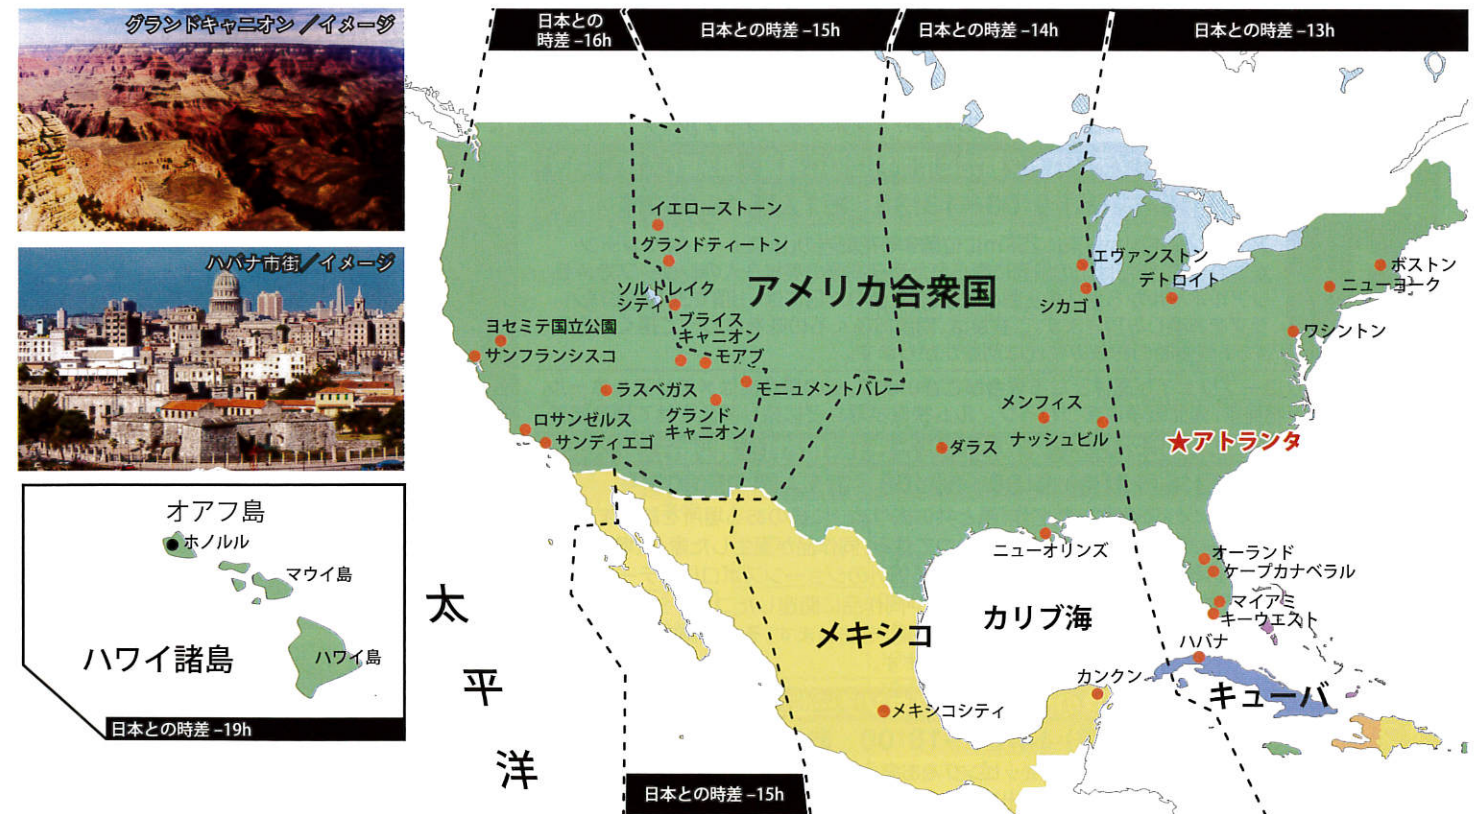 グランドキャニオン／イメージ
ハバナ市街／イメージ
オアフ島
ホノルル
マウイ島
ハワイ諸島
ハワイ島
日本との時差 –19h
日本との
時差 –16h
日本との時差 –15h
日本との時差 –14h
日本との時差 –13h
イエローストーン
グランドティートン
ソルトレイク
シティ
アメリカ合衆国
ブライス
キャニオン
モアブ
ヨセミテ国立公園
サンフランシスコ
ラスベガス
モニュメントバレー
グランド
キャニオン
ロサンゼルス
サンディエゴ
エヴァンストン
シカゴ
デトロイト
ボストン
ニューヨーク
ワシントン
メンフィス
ナッシュビル
ダラス
★アトランタ
ニューオリンズ
オーランド
ケープカナベラル
マイアミ
キーウエスト
ハバナ
カリブ海
メキシコ
カンクン
キューバ
メキシコシティ
太
平
洋
日本との時差 –15h